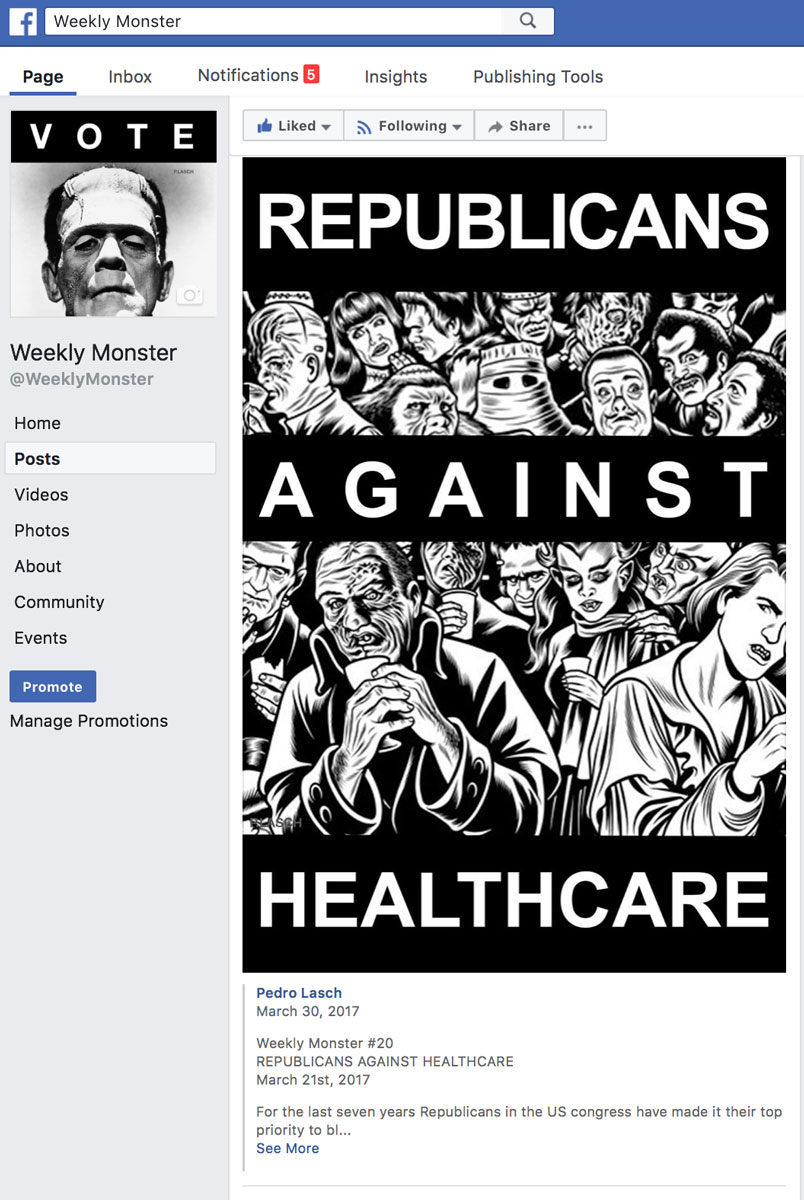 Weekly Monster
Page
Inbox
Notifications 5
Insights
Publishing Tools
VOTE
P.LASCH
Weekly Monster
@WeeklyMonster
Home
Posts
Videos
Photos
About
Community
Events
Promote
Manage Promotions
Liked
Following
Share
REPUBLICANS
AGAINST
P.LASCH
HEALTHCARE
Pedro Lasch
March 30, 2017
Weekly Monster #20
REPUBLICANS AGAINST HEALTHCARE
March 21st, 2017
For the last seven years Republicans in the US congress have made it their top
priority to bl...
See More